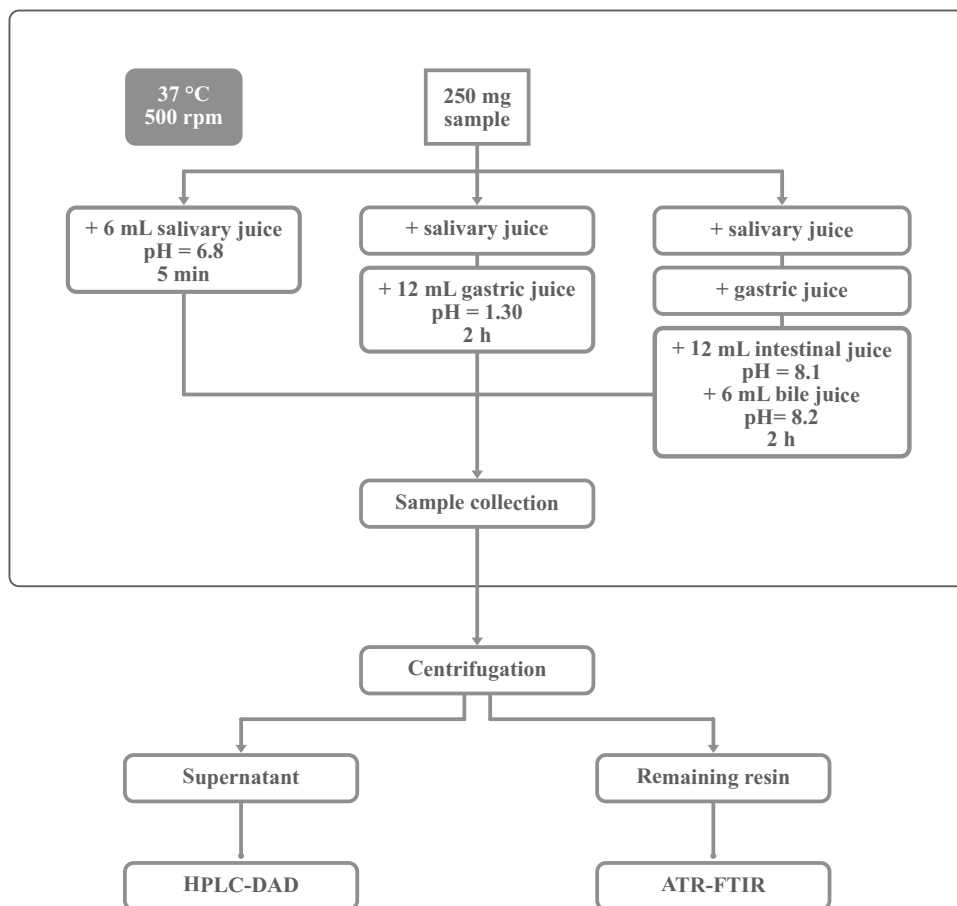 37 °C
500 rpm
250 mg
sample
+ 6 mL salivary juice
pH = 6.8
5 min
+ salivary juice
+ 12 mL gastric juice
pH = 1.30
2 h
+ salivary juice
+ gastric juice
+ 12 mL intestinal juice
pH = 8.1
+ 6 mL bile juice
pH= 8.2
2 h
Sample collection
Centrifugation
Supernatant
Remaining resin
HPLC-DAD
ATR-FTIR